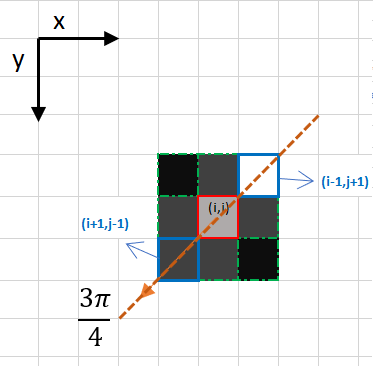 x
y
(i-1,j+1)
(i,j)
(i+1,j-1)
3π
4